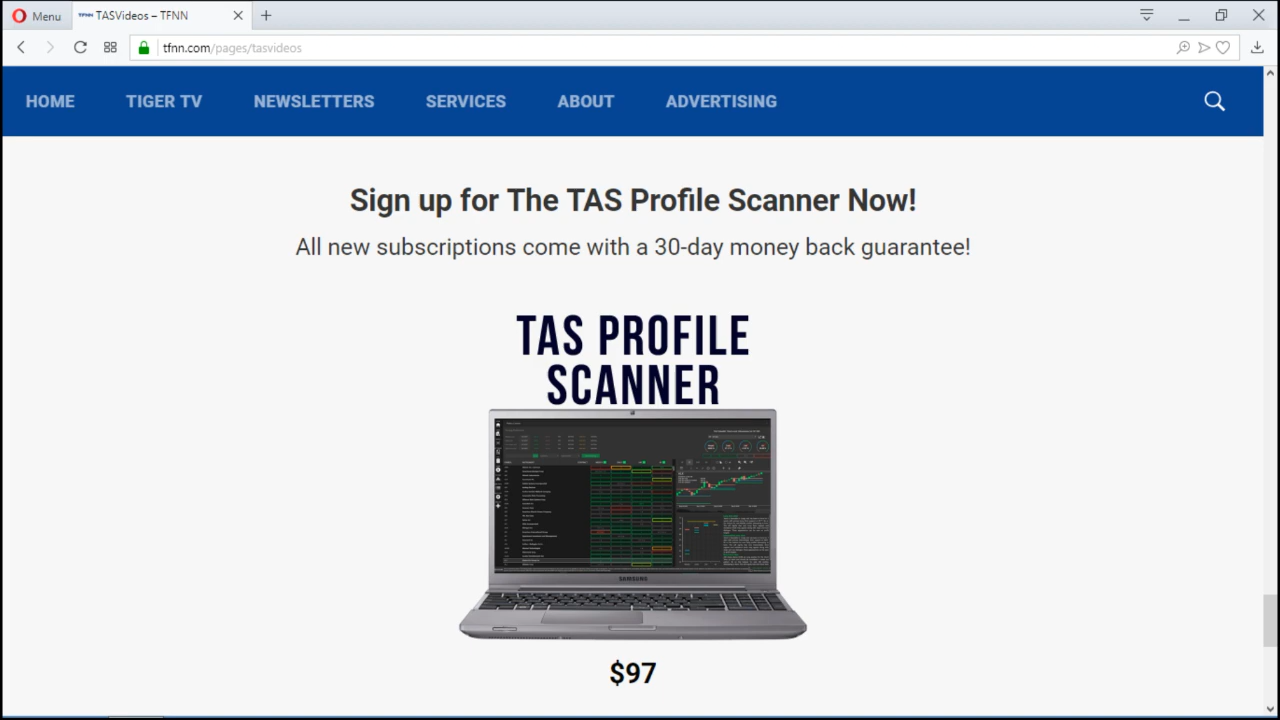 Menu
TFNN TASVideos – TFNN
tfnn.com/pages/tasvideos
HOME
TIGER TV
NEWSLETTERS
SERVICES
ABOUT
ADVERTISING
Sign up for The TAS Profile Scanner Now!
All new subscriptions come with a 30-day money back guarantee!
TAS PROFILE
SCANNER
SAMSUNG
$97